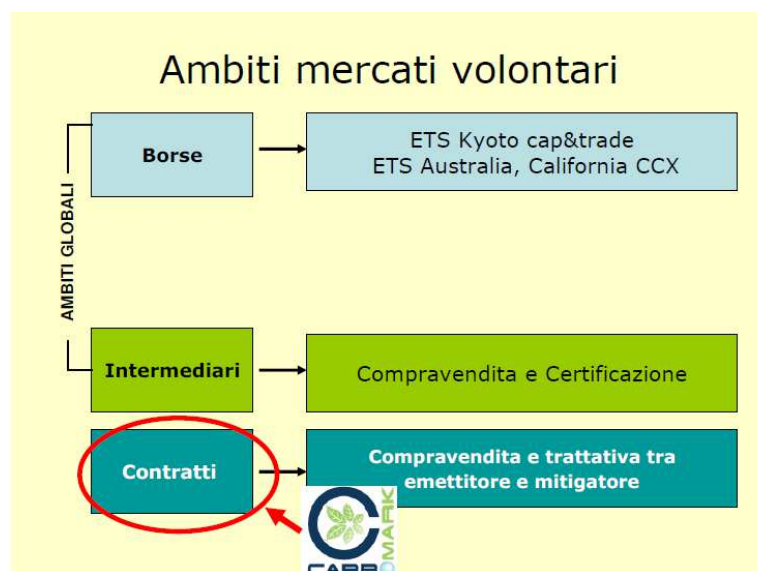 Ambiti mercati volontari
AMBITI GLOBALI
Borse
ETS Kyoto cap&trade
ETS Australia, California CCX
Intermediari
Compravendita e Certificazione
Contratti
Compravendita e trattativa tra
emettitore e mitigatore
CARBOMARK